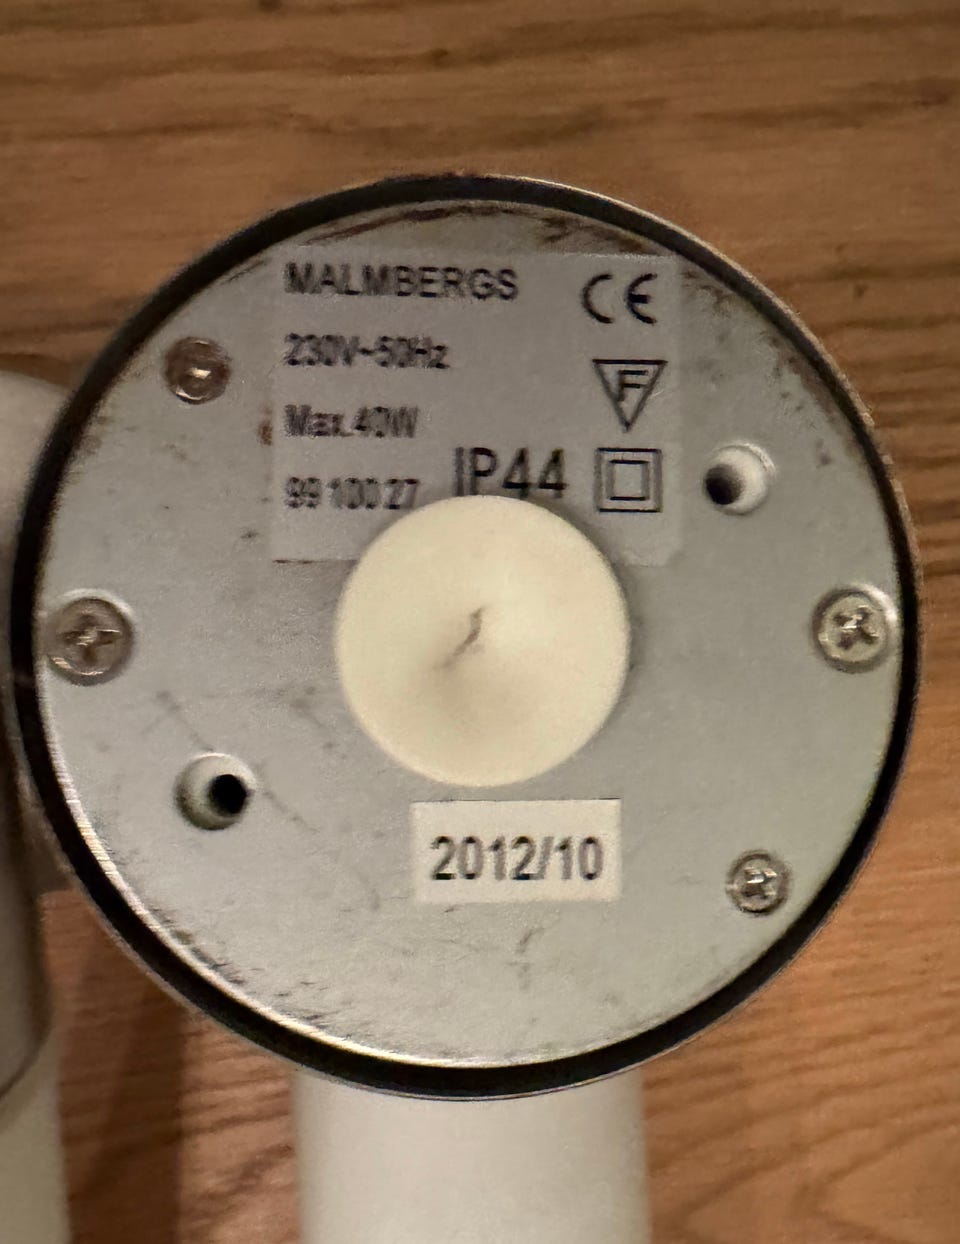 MALMBERGS
CE
230V~50Hz
F
Max.40W
99 100 27
IP44
2012/10